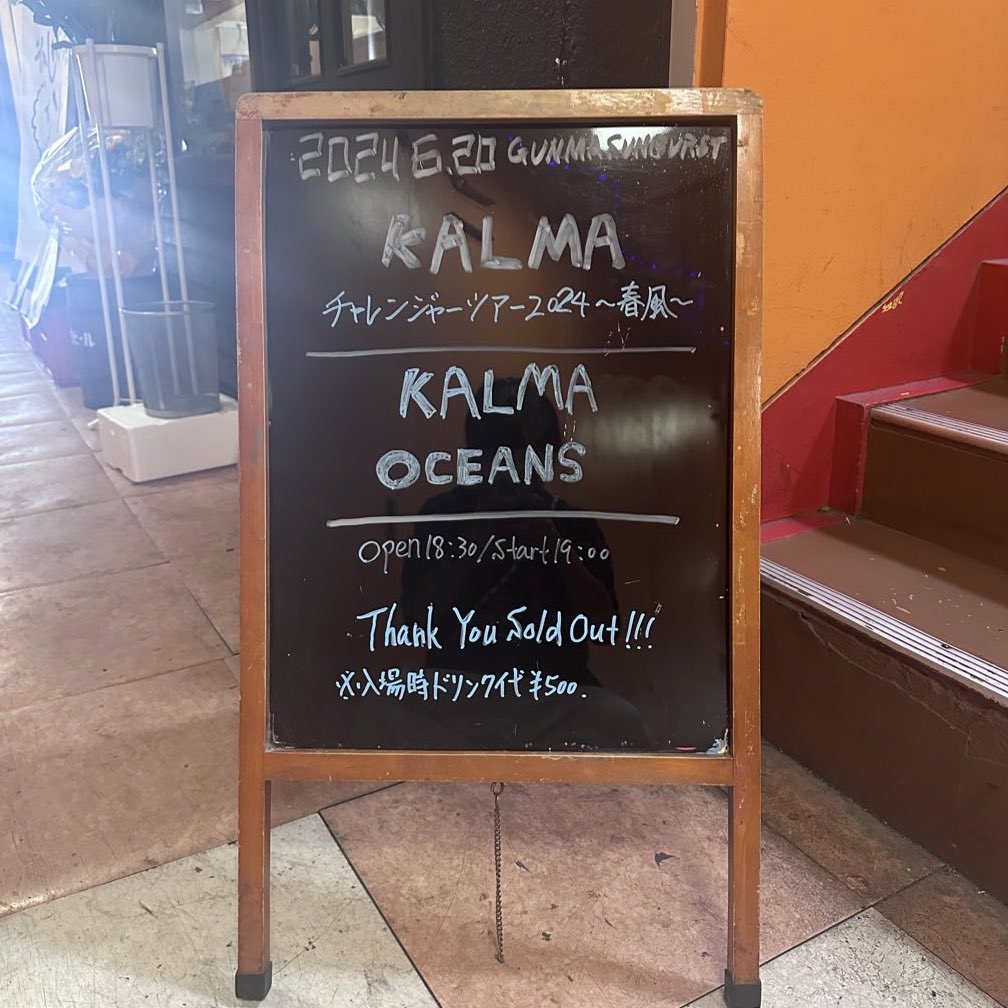 2024 6.20 GUNMA SUNBURST
KALMA
チャレンジャーツアー2024〜春風〜
KALMA
OCEANS
Open18:30/Start19:00
Thank You Sold Out!!!
※入場時ドリンク代¥500.